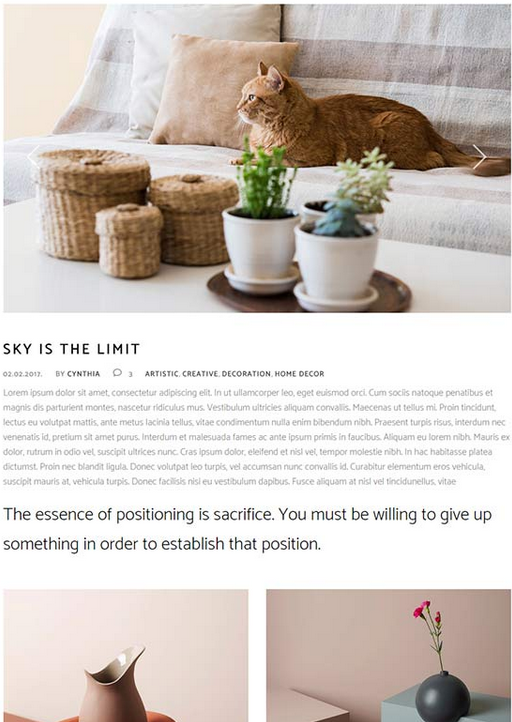 SKY IS THE LIMIT
02.02.2017. BY CYNTHIA 3 ARTISTIC, CREATIVE, DECORATION, HOME DECOR
Lorem ipsum dolor sit amet, consectetur adipiscing elit. In ut ullamcorper leo, eget euismod orci. Cum sociis natoque penatibus et
magnis dis parturient montes, nascetur ridiculus mus. Vestibulum ultricies aliquam convallis. Maecenas ut tellus mi. Proin tincidunt,
lectus eu volutpat mattis, ante metus lacinia tellus, vitae condimentum nulla enim bibendum nibh. Praesent turpis risus, interdum nec
venenatis id, pretium sit amet purus. Interdum et malesuada fames ac ante ipsum primis in faucibus. Aliquam eu lorem nibh. Mauris ex
dolor, rutrum in odio vel, suscipit ultrices nunc. Cras ipsum dolor, eleifend et nisl vel, tempor molestie nibh. In hac habitasse platea
dictumst. Proin nec blandit ligula. Donec volutpat leo turpis, vel accumsan nunc convallis id. Curabitur elementum eros vehicula,
suscipit mauris at, vehicula turpis. Donec facilisis nisi eu vestibulum dapibus. Fusce aliquam at nisl vel tincidunellus, vitae
The essence of positioning is sacrifice. You must be willing to give up
something in order to establish that position.